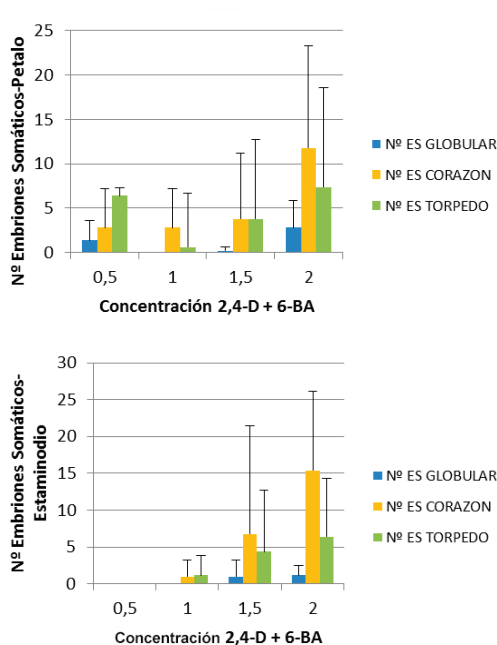 Nº Embriones Somáticos-Petalo
25
20
15
10
5
0
0,5 1 1,5 2
Concentración 2,4-D + 6-BA
Nº ES GLOBULAR
Nº ES CORAZON
Nº ES TORPEDO
Nº Embriones Somáticos-
Estaminodio
30
25
20
15
10
5
0
0,5 1 1,5 2
Concentración 2,4-D + 6-BA
Nº ES GLOBULAR
Nº ES CORAZON
Nº ES TORPEDO